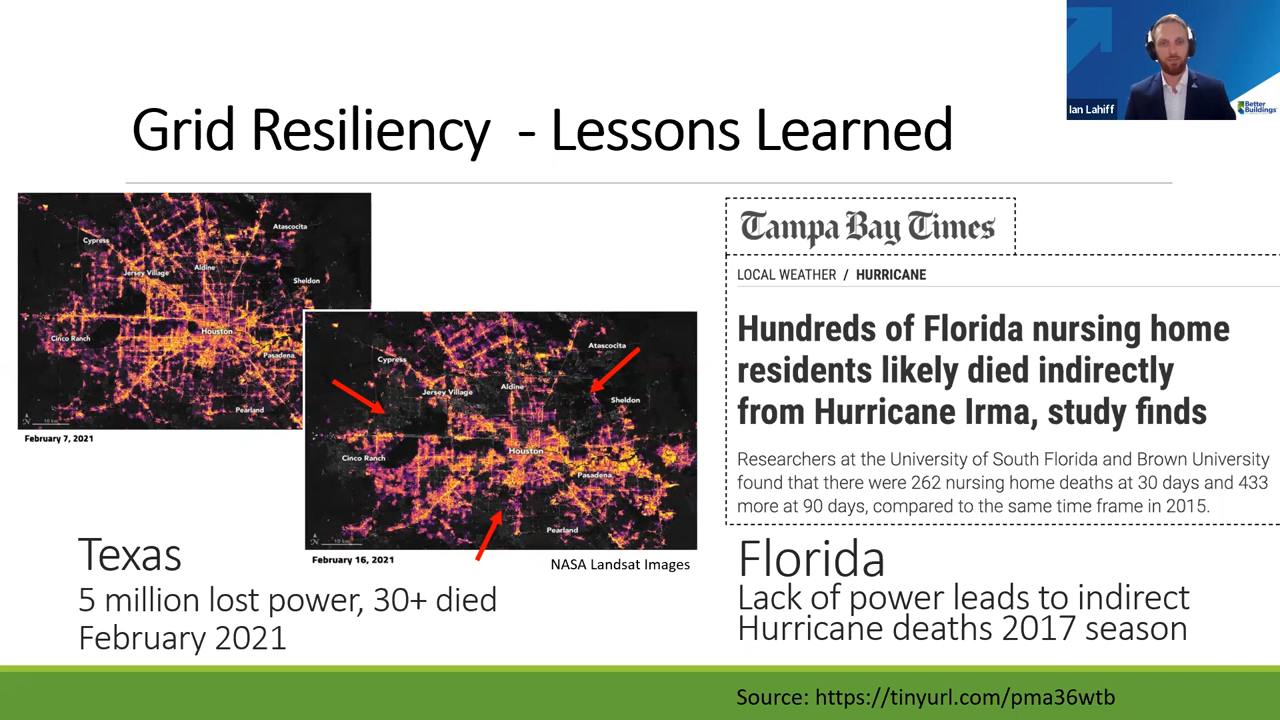 Ian Lahiff
Better
Buildings
Grid Resiliency - Lessons Learned
Cypress
Atascocita
Jersey Village
Aldine
Sheldon
Houston
Cinco Ranch
Pasadena
Pearland
10 km
February 7, 2021
Cypress
Atascocita
Jersey Village
Aldine
Sheldon
Houston
Cinco Ranch
Pasadena
Pearland
10 km
February 16, 2021
NASA Landsat Images
Texas
5 million lost power, 30+ died
February 2021
Tampa Bay Times
LOCAL WEATHER / HURRICANE
Hundreds of Florida nursing home
residents likely died indirectly
from Hurricane Irma, study finds
Researchers at the University of South Florida and Brown University
found that there were 262 nursing home deaths at 30 days and 433
more at 90 days, compared to the same time frame in 2015.
Florida
Lack of power leads to indirect
Hurricane deaths 2017 season
Source: https://tinyurl.com/pma36wtb